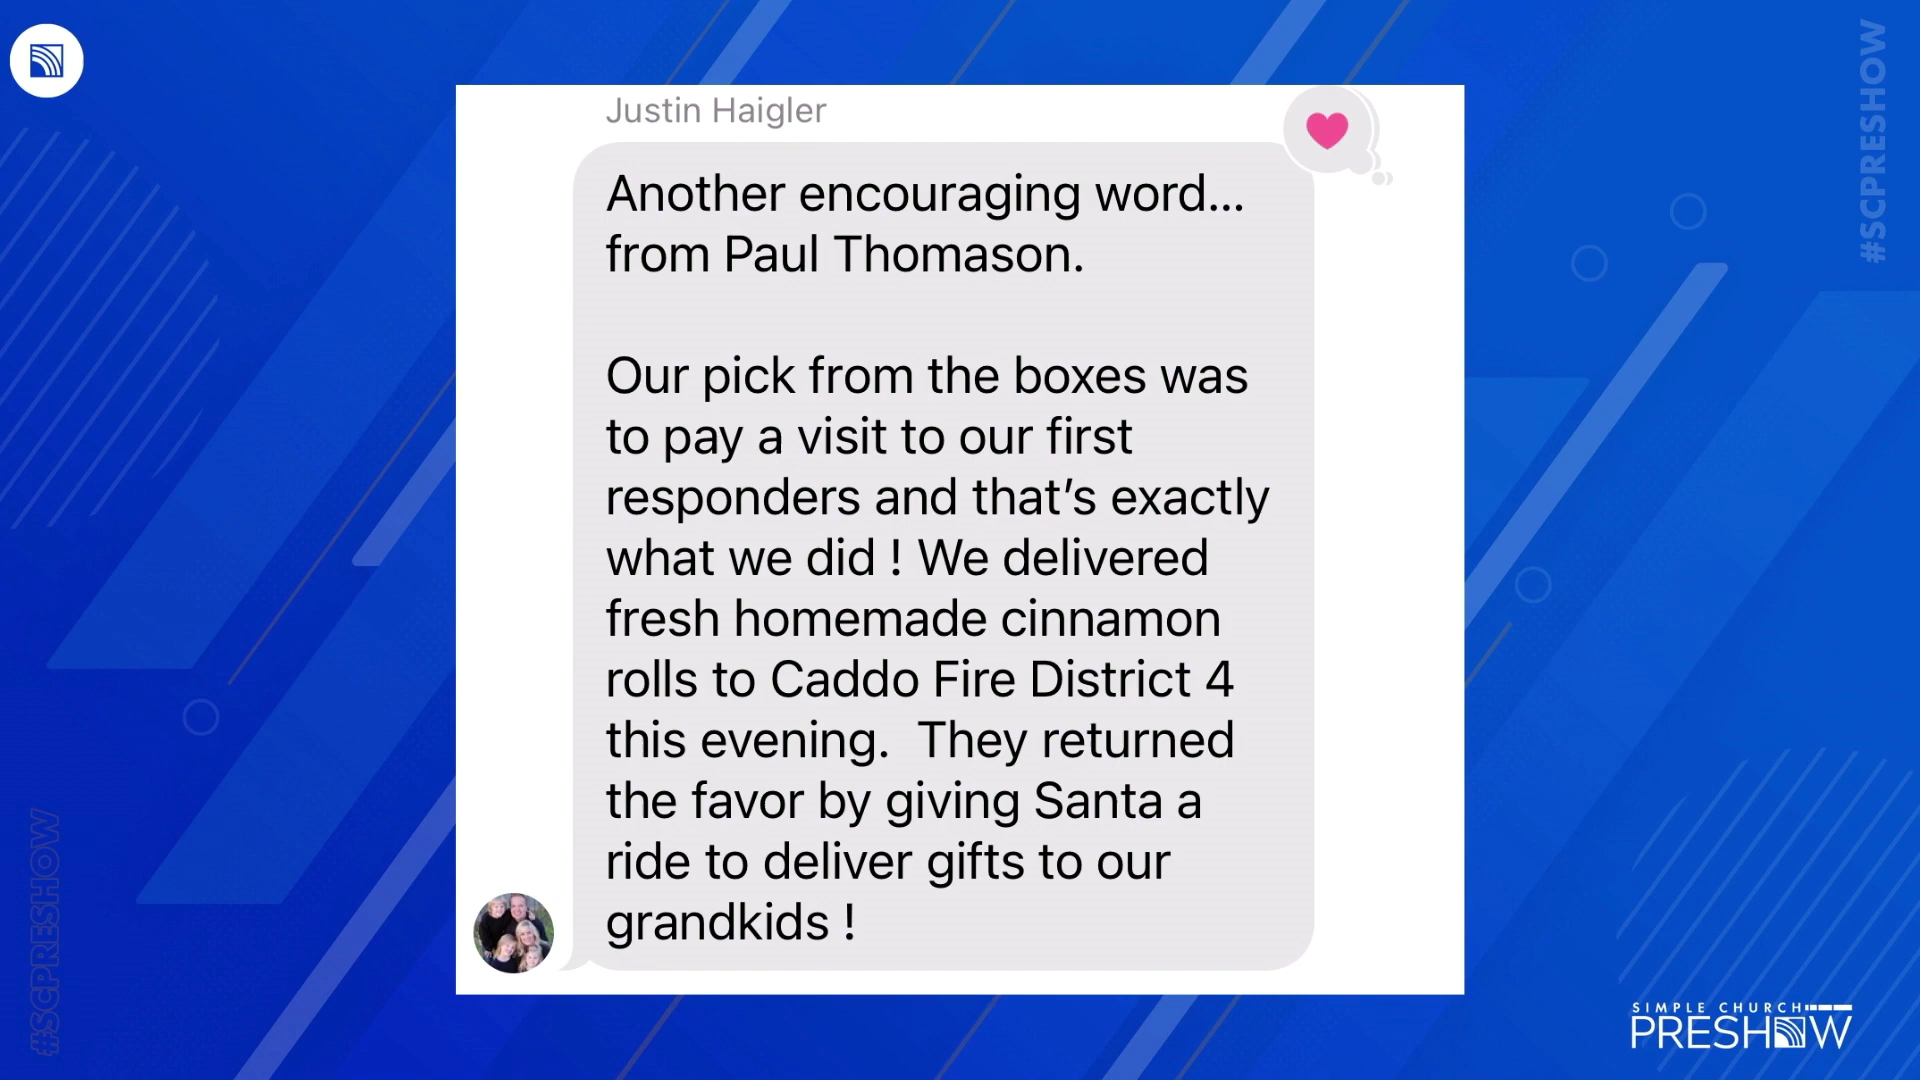 #SCPRESHOW
Justin Haigler
Another encouraging word...
from Paul Thomason.
Our pick from the boxes was
to pay a visit to our first
responders and that’s exactly
what we did ! We delivered
fresh homemade cinnamon
rolls to Caddo Fire District 4
this evening.  They returned
the favor by giving Santa a
ride to deliver gifts to our
grandkids !
#SCPRESHOW
SIMPLE CHURCH
PRESHOW